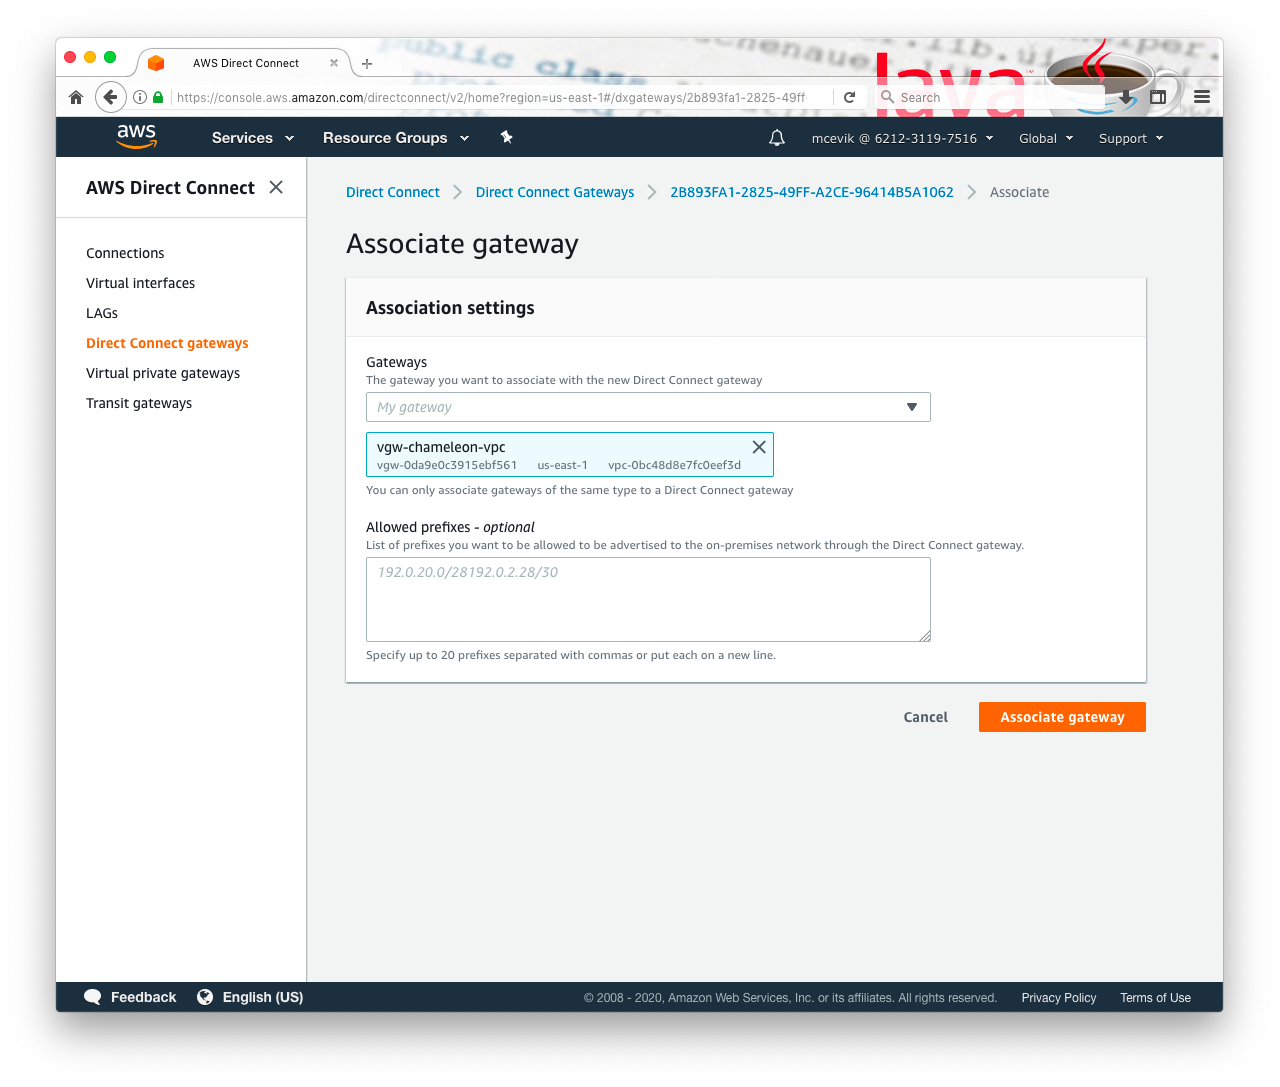 AWS Direct Connect
https://console.aws.amazon.com/directconnect/v2/home?region=us-east-1#/dxgateways/2b893fa1-2825-49ff
Search
public class
Java
aws
Services
Resource Groups
mcevik @ 6212-3119-7516
Global
Support
AWS Direct Connect
Connections
Virtual interfaces
LAGs
Direct Connect gateways
Virtual private gateways
Transit gateways
Direct Connect
Direct Connect Gateways
2B893FA1-2825-49FF-A2CE-96414B5A1062
Associate
Associate gateway
Association settings
Gateways
The gateway you want to associate with the new Direct Connect gateway
My gateway
vgw-chameleon-vpc
vgw-0da9e0c3915ebf561 us-east-1 vpc-0bc48d8e7fc0eef3d
You can only associate gateways of the same type to a Direct Connect gateway
Allowed prefixes - optional
List of prefixes you want to be allowed to be advertised to the on-premises network through the Direct Connect gateway.
192.0.20.0/28192.0.2.28/30
Specify up to 20 prefixes separated with commas or put each on a new line.
Cancel
Associate gateway
Feedback
English (US)
© 2008 - 2020, Amazon Web Services, Inc. or its affiliates. All rights reserved.
Privacy Policy
Terms of Use